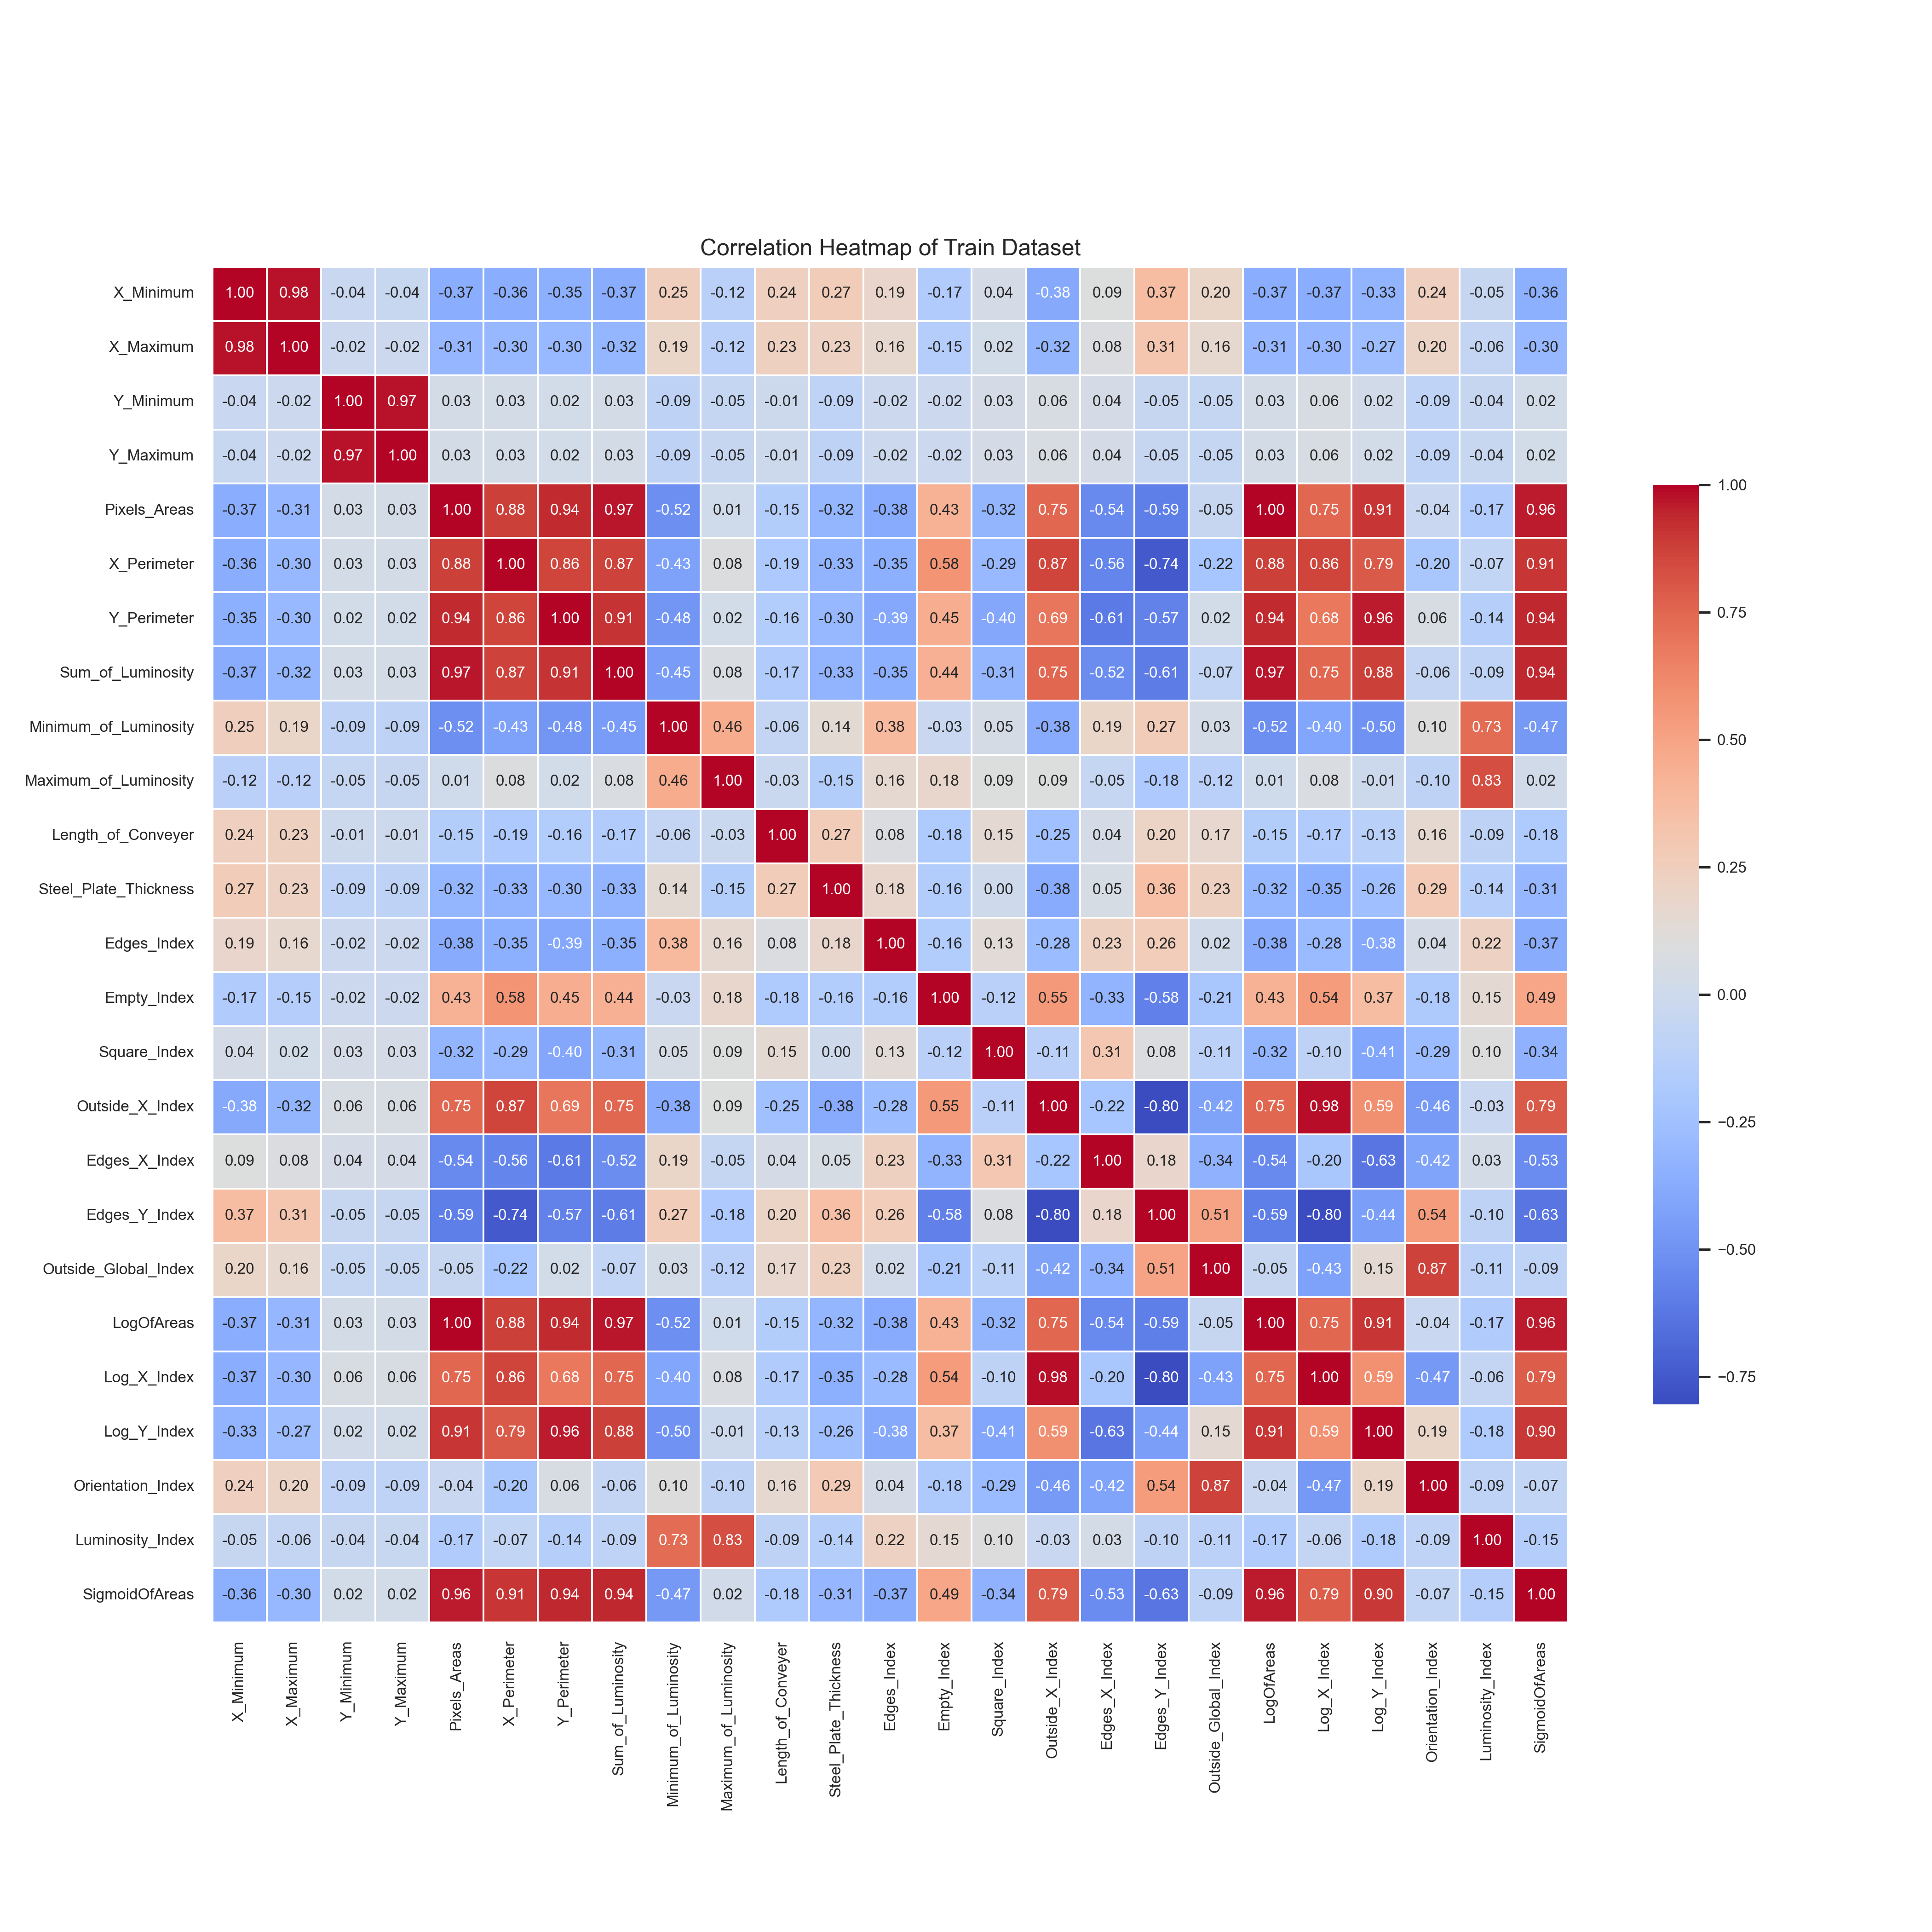 Correlation Heatmap of Train Dataset
X_Minimum 1.00 0.98 -0.04 -0.04 -0.37 -0.36 -0.35 -0.37 0.25 -0.12 0.24 0.27 0.19 -0.17 0.04 -0.38 0.09 0.37 0.20 -0.37 -0.37 -0.33 0.24 -0.05 -0.36
X_Maximum 0.98 1.00 -0.02 -0.02 -0.31 -0.30 -0.30 -0.32 0.19 -0.12 0.23 0.23 0.16 -0.15 0.02 -0.32 0.08 0.31 0.16 -0.31 -0.30 -0.27 0.20 -0.06 -0.30
Y_Minimum -0.04 -0.02 1.00 0.97 0.03 0.03 0.02 0.03 -0.09 -0.05 -0.01 -0.09 -0.02 -0.02 0.03 0.06 0.04 -0.05 -0.05 0.03 0.06 0.02 -0.09 -0.04 0.02
Y_Maximum -0.04 -0.02 0.97 1.00 0.03 0.03 0.02 0.03 -0.09 -0.05 -0.01 -0.09 -0.02 -0.02 0.03 0.06 0.04 -0.05 -0.05 0.03 0.06 0.02 -0.09 -0.04 0.02
Pixels_Areas -0.37 -0.31 0.03 0.03 1.00 0.88 0.94 0.97 -0.52 0.01 -0.15 -0.32 -0.38 0.43 -0.32 0.75 -0.54 -0.59 -0.05 1.00 0.75 0.91 -0.04 -0.17 0.96
X_Perimeter -0.36 -0.30 0.03 0.03 0.88 1.00 0.86 0.87 -0.43 0.08 -0.19 -0.33 -0.35 0.58 -0.29 0.87 -0.56 -0.74 -0.22 0.88 0.86 0.79 -0.20 -0.07 0.91
Y_Perimeter -0.35 -0.30 0.02 0.02 0.94 0.86 1.00 0.91 -0.48 0.02 -0.16 -0.30 -0.39 0.45 -0.40 0.69 -0.61 -0.57 0.02 0.94 0.68 0.96 0.06 -0.14 0.94
Sum_of_Luminosity -0.37 -0.32 0.03 0.03 0.97 0.87 0.91 1.00 -0.45 0.08 -0.17 -0.33 -0.35 0.44 -0.31 0.75 -0.52 -0.61 -0.07 0.97 0.75 0.88 -0.06 -0.09 0.94
Minimum_of_Luminosity 0.25 0.19 -0.09 -0.09 -0.52 -0.43 -0.48 -0.45 1.00 0.46 -0.06 0.14 0.38 -0.03 0.05 -0.38 0.19 0.27 0.03 -0.52 -0.40 -0.50 0.10 0.73 -0.47
Maximum_of_Luminosity -0.12 -0.12 -0.05 -0.05 0.01 0.08 0.02 0.08 0.46 1.00 -0.03 -0.15 0.16 0.18 0.09 0.09 -0.05 -0.18 -0.12 0.01 0.08 -0.01 -0.10 0.83 0.02
Length_of_Conveyer 0.24 0.23 -0.01 -0.01 -0.15 -0.19 -0.16 -0.17 -0.06 -0.03 1.00 0.27 0.08 -0.18 0.15 -0.25 0.04 0.20 0.17 -0.15 -0.17 -0.13 0.16 -0.09 -0.18
Steel_Plate_Thickness 0.27 0.23 -0.09 -0.09 -0.32 -0.33 -0.30 -0.33 0.14 -0.15 0.27 1.00 0.18 -0.16 0.00 -0.38 0.05 0.36 0.23 -0.32 -0.35 -0.26 0.29 -0.14 -0.31
Edges_Index 0.19 0.16 -0.02 -0.02 -0.38 -0.35 -0.39 -0.35 0.38 0.16 0.08 0.18 1.00 -0.16 0.13 -0.28 0.23 0.26 0.02 -0.38 -0.28 -0.38 0.04 0.22 -0.37
Empty_Index -0.17 -0.15 -0.02 -0.02 0.43 0.58 0.45 0.44 -0.03 0.18 -0.18 -0.16 -0.16 1.00 -0.12 0.55 -0.33 -0.58 -0.21 0.43 0.54 0.37 -0.18 0.15 0.49
Square_Index 0.04 0.02 0.03 0.03 -0.32 -0.29 -0.40 -0.31 0.05 0.09 0.15 0.00 0.13 -0.12 1.00 -0.11 0.31 0.08 -0.11 -0.32 -0.10 -0.41 -0.29 0.10 -0.34
Outside_X_Index -0.38 -0.32 0.06 0.06 0.75 0.87 0.69 0.75 -0.38 0.09 -0.25 -0.38 -0.28 0.55 -0.11 1.00 -0.22 -0.80 -0.42 0.75 0.98 0.59 -0.46 -0.03 0.79
Edges_X_Index 0.09 0.08 0.04 0.04 -0.54 -0.56 -0.61 -0.52 0.19 -0.05 0.04 0.05 0.23 -0.33 0.31 -0.22 1.00 0.18 -0.34 -0.54 -0.20 -0.63 -0.42 0.03 -0.53
Edges_Y_Index 0.37 0.31 -0.05 -0.05 -0.59 -0.74 -0.57 -0.61 0.27 -0.18 0.20 0.36 0.26 -0.58 0.08 -0.80 0.18 1.00 0.51 -0.59 -0.80 -0.44 0.54 -0.10 -0.63
Outside_Global_Index 0.20 0.16 -0.05 -0.05 -0.05 -0.22 0.02 -0.07 0.03 -0.12 0.17 0.23 0.02 -0.21 -0.11 -0.42 -0.34 0.51 1.00 -0.05 -0.43 0.15 0.87 -0.11 -0.09
LogOfAreas -0.37 -0.31 0.03 0.03 1.00 0.88 0.94 0.97 -0.52 0.01 -0.15 -0.32 -0.38 0.43 -0.32 0.75 -0.54 -0.59 -0.05 1.00 0.75 0.91 -0.04 -0.17 0.96
Log_X_Index -0.37 -0.30 0.06 0.06 0.75 0.86 0.68 0.75 -0.40 0.08 -0.17 -0.35 -0.28 0.54 -0.10 0.98 -0.20 -0.80 -0.43 0.75 1.00 0.59 -0.47 -0.06 0.79
Log_Y_Index -0.33 -0.27 0.02 0.02 0.91 0.79 0.96 0.88 -0.50 -0.01 -0.13 -0.26 -0.38 0.37 -0.41 0.59 -0.63 -0.44 0.15 0.91 0.59 1.00 0.19 -0.18 0.90
Orientation_Index 0.24 0.20 -0.09 -0.09 -0.04 -0.20 0.06 -0.06 0.10 -0.10 0.16 0.29 0.04 -0.18 -0.29 -0.46 -0.42 0.54 0.87 -0.04 -0.47 0.19 1.00 -0.09 -0.07
Luminosity_Index -0.05 -0.06 -0.04 -0.04 -0.17 -0.07 -0.14 -0.09 0.73 0.83 -0.09 -0.14 0.22 0.15 0.10 -0.03 0.03 -0.10 -0.11 -0.17 -0.06 -0.18 -0.09 1.00 -0.15
SigmoidOfAreas -0.36 -0.30 0.02 0.02 0.96 0.91 0.94 0.94 -0.47 0.02 -0.18 -0.31 -0.37 0.49 -0.34 0.79 -0.53 -0.63 -0.09 0.96 0.79 0.90 -0.07 -0.15 1.00
X_Minimum
X_Maximum
Y_Minimum
Y_Maximum
Pixels_Areas
X_Perimeter
Y_Perimeter
Sum_of_Luminosity
Minimum_of_Luminosity
Maximum_of_Luminosity
Length_of_Conveyer
Steel_Plate_Thickness
Edges_Index
Empty_Index
Square_Index
Outside_X_Index
Edges_X_Index
Edges_Y_Index
Outside_Global_Index
LogOfAreas
Log_X_Index
Log_Y_Index
Orientation_Index
Luminosity_Index
SigmoidOfAreas
1.00
0.75
0.50
0.25
0.00
−0.25
−0.50
−0.75